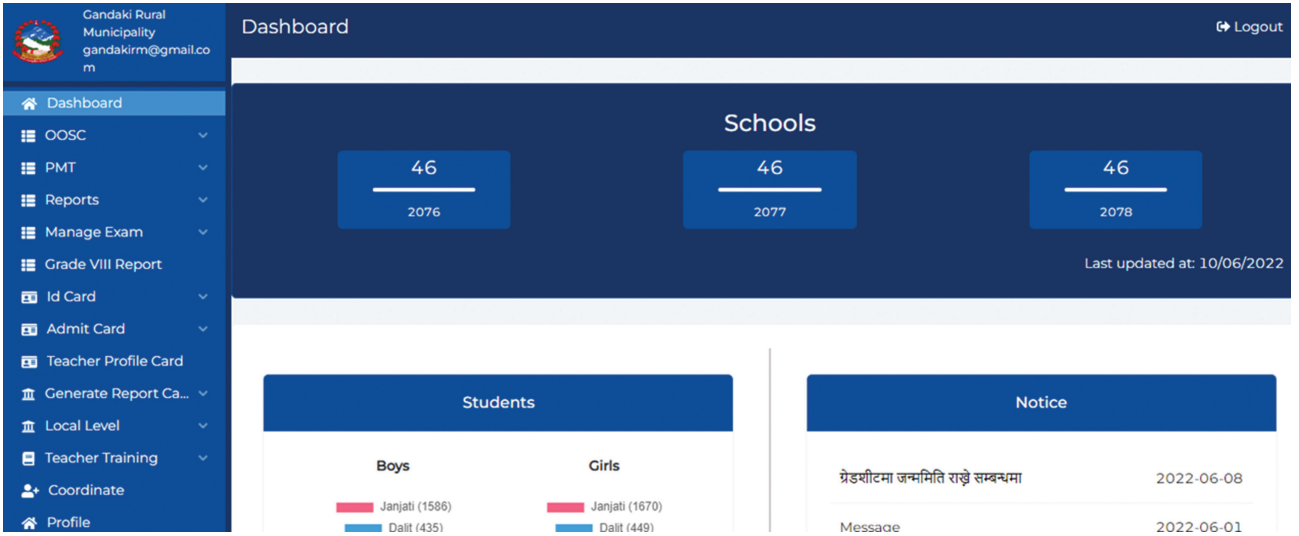 Gandaki Rural
Municipality
gandakirm@gmail.co
m
Dashboard
OOSC
PMT
Reports
Manage Exam
Grade VIII Report
Id Card
Admit Card
Teacher Profile Card
Generate Report Ca...
Local Level
Teacher Training
Coordinate
Profile
Dashboard
Logout
Schools
46
2076
46
2077
46
2078
Last updated at: 10/06/2022
Students
Boys
Janjati (1586)
Dalit (435)
Girls
Janjati (1670)
Dalit (449)
Notice
ग्रेडशीटमा जन्ममिति राख्ने सम्बन्धमा 2022-06-08
Message 2022-06-01